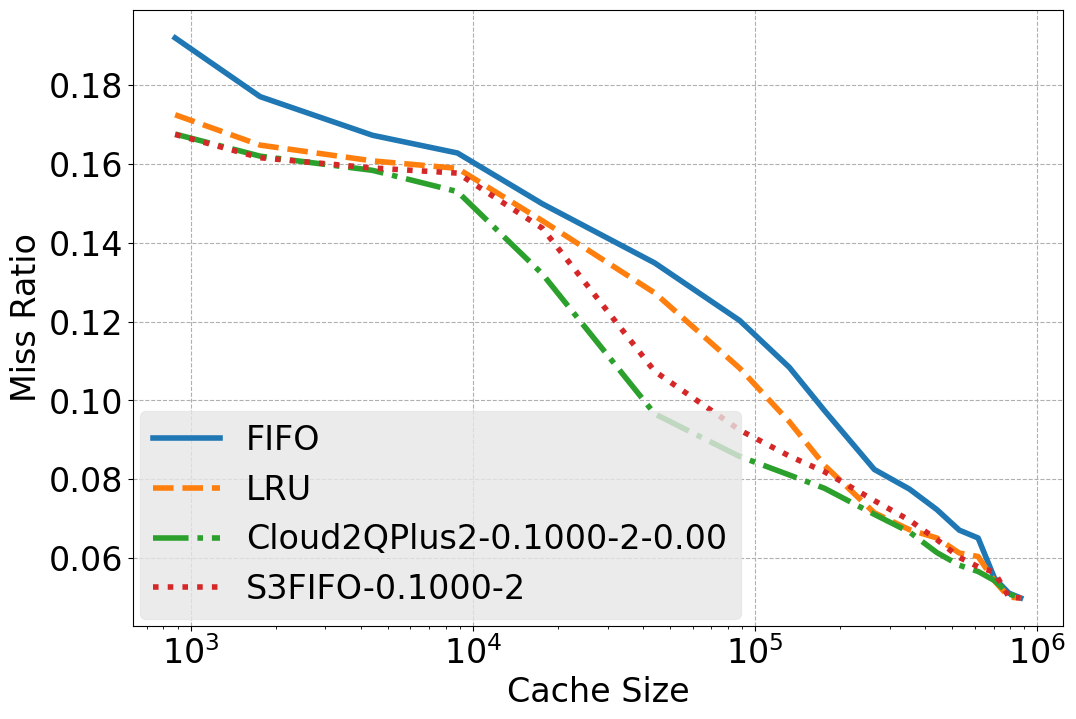 0.18
0.16
0.14
0.12
0.10
0.08
0.06
Miss Ratio
FIFO
LRU
Cloud2QPlus2-0.1000-2-0.00
S3FIFO-0.1000-2
10³ 10⁴ 10⁵ 10⁶
Cache Size